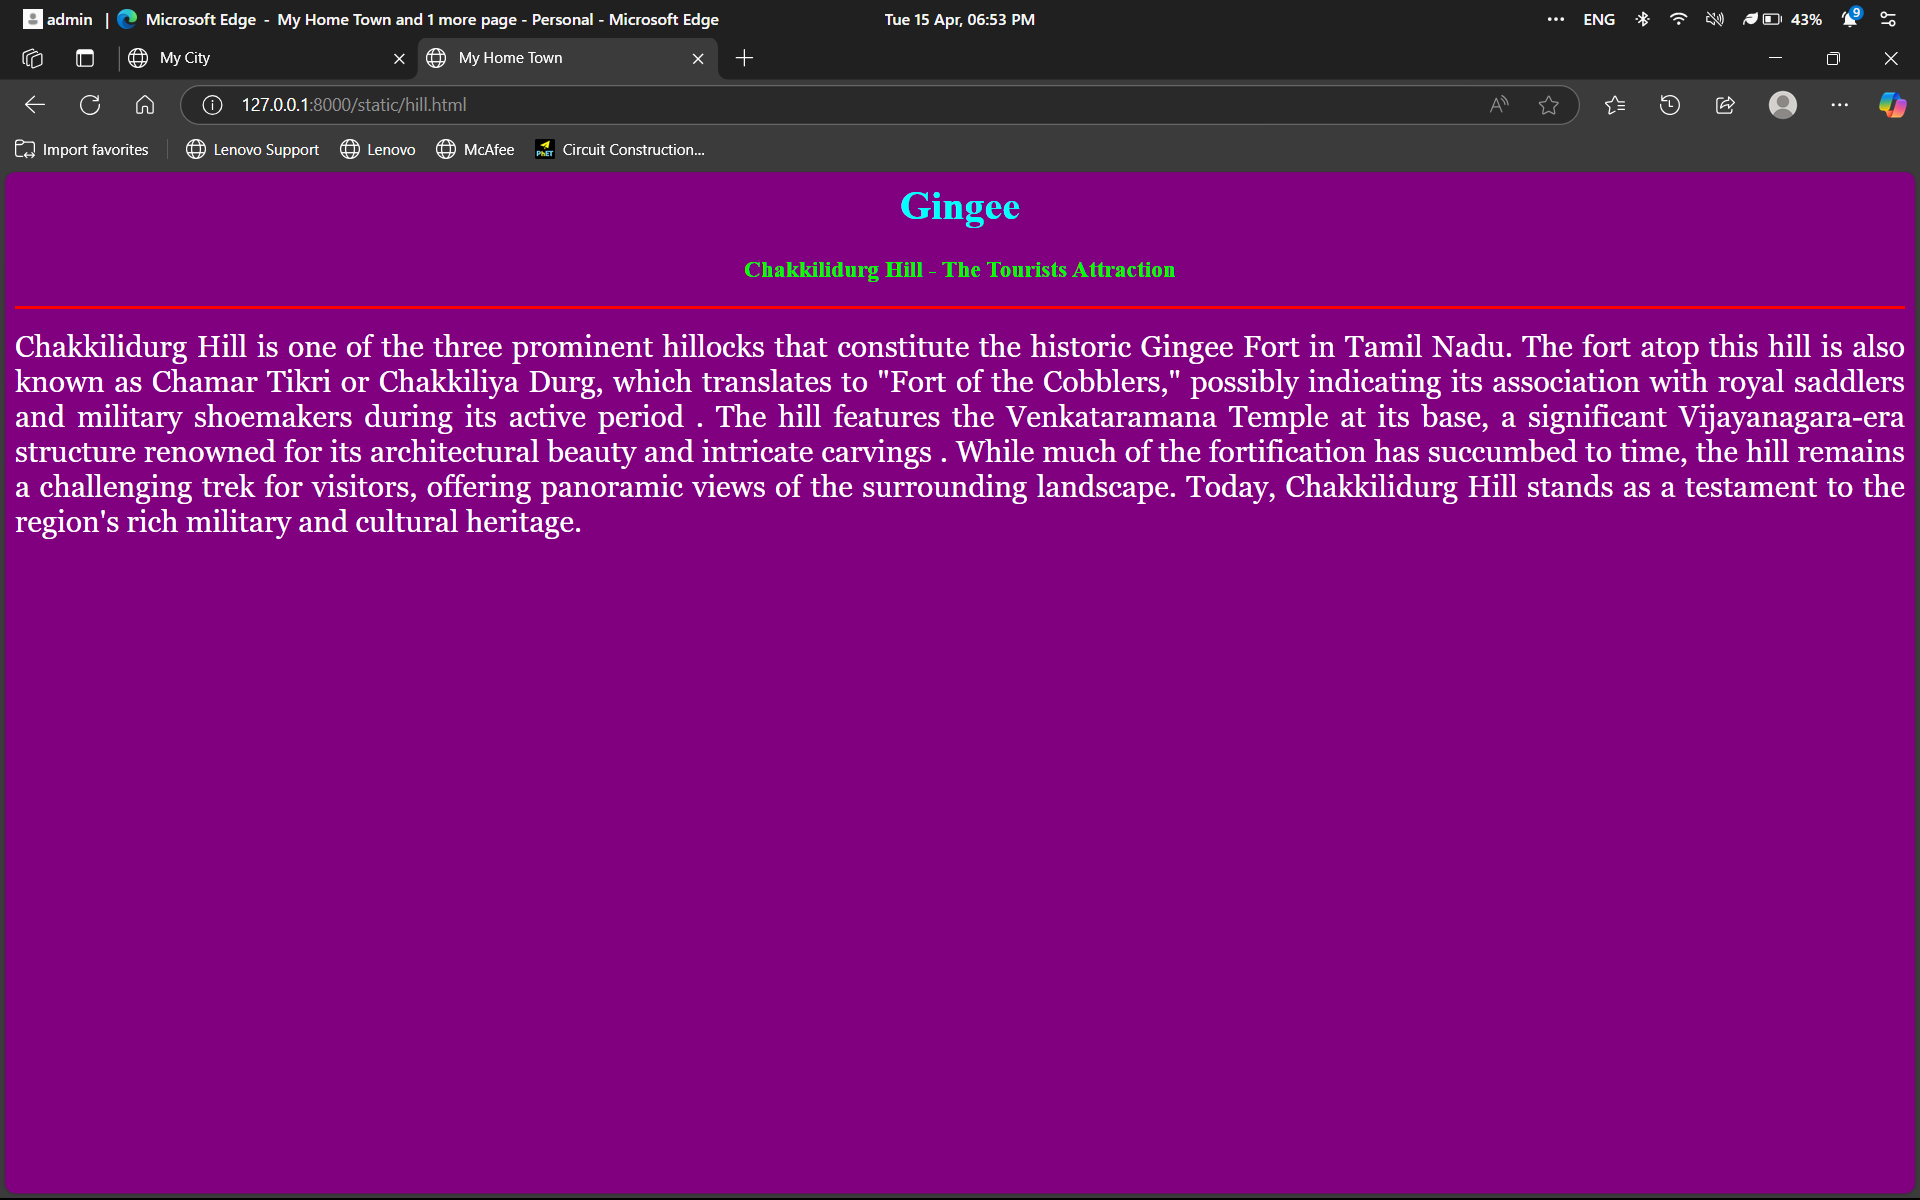 admin | Microsoft Edge - My Home Town and 1 more page - Personal - Microsoft Edge Tue 15 Apr, 06:53 PM ENG 43% 9
My City My Home Town
127.0.0.1:8000/static/hill.html
Import favorites Lenovo Support Lenovo McAfee PhET Circuit Construction...
Gingee
Chakkilidurg Hill - The Tourists Attraction
Chakkilidurg Hill is one of the three prominent hillocks that constitute the historic Gingee Fort in Tamil Nadu. The fort atop this hill is also
known as Chamar Tikri or Chakkiliya Durg, which translates to "Fort of the Cobblers," possibly indicating its association with royal saddlers
and military shoemakers during its active period . The hill features the Venkataramana Temple at its base, a significant Vijayanagara-era
structure renowned for its architectural beauty and intricate carvings . While much of the fortification has succumbed to time, the hill remains
a challenging trek for visitors, offering panoramic views of the surrounding landscape. Today, Chakkilidurg Hill stands as a testament to the
region's rich military and cultural heritage.